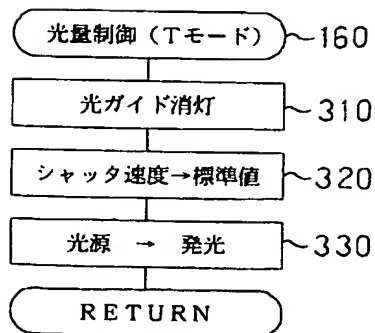 光量制御(Tモード) 160
光ガイド消灯 310
シャッタ速度→標準値 320
光源 → 発光 330
RETURN